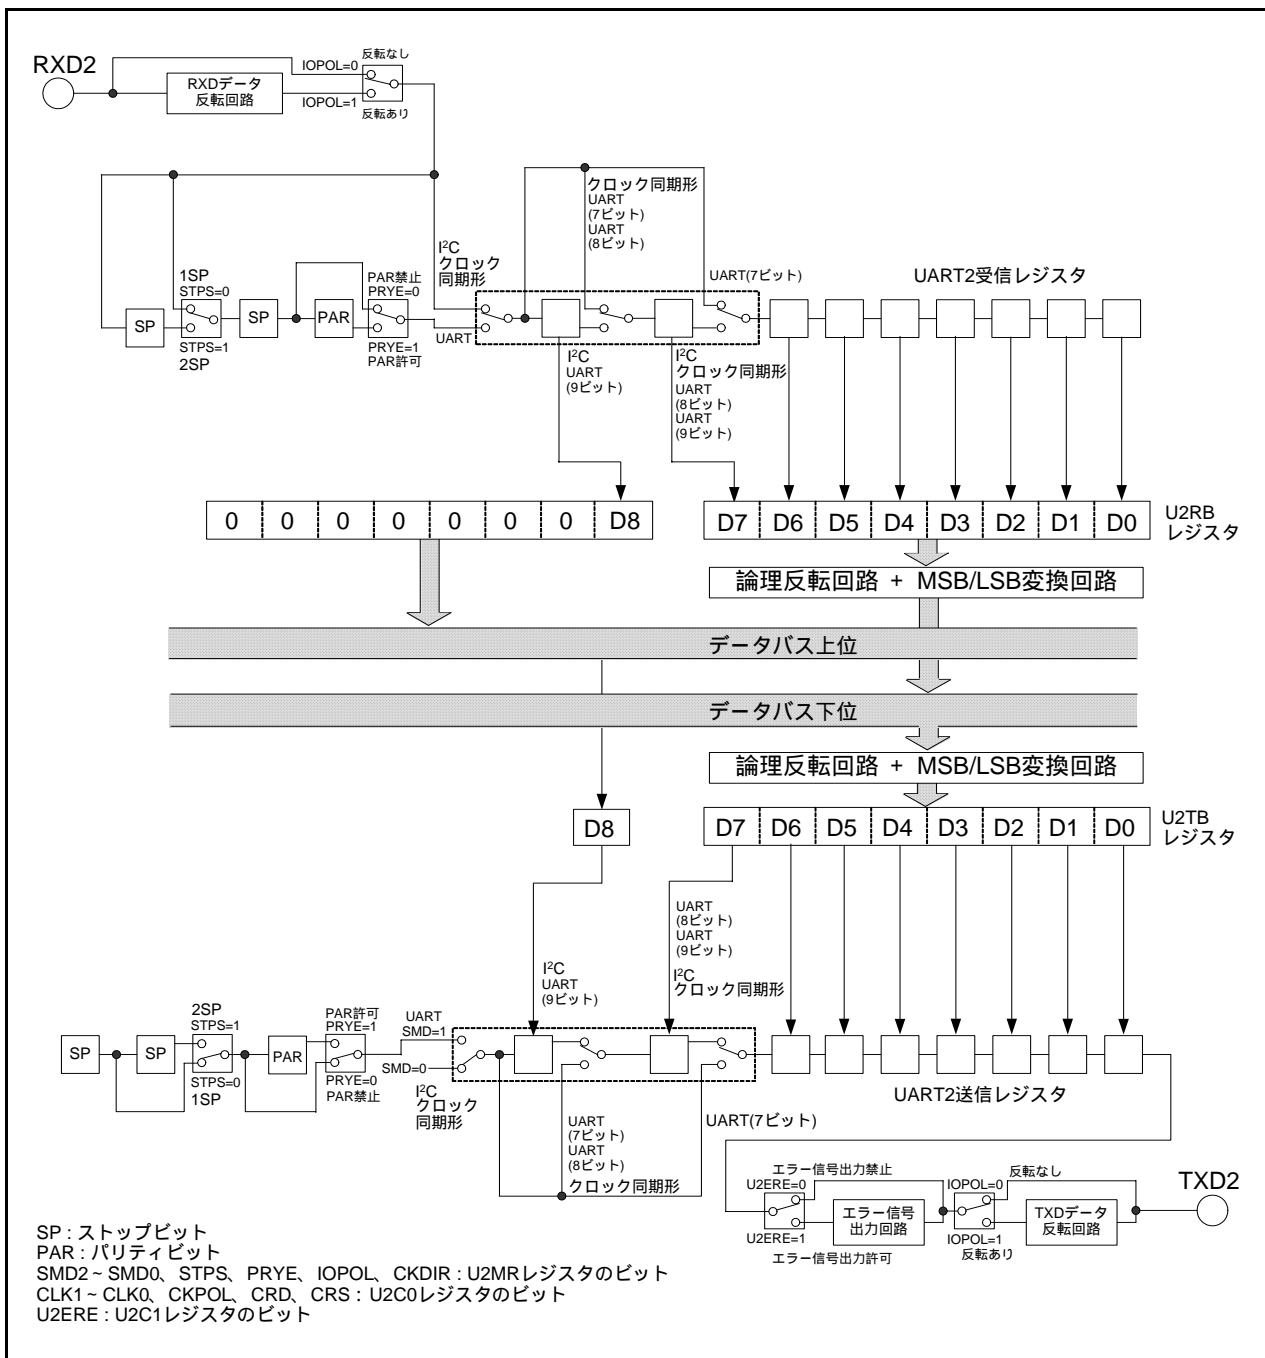 RXD2
反転なし
IOPOL=0
RXDデータ
反転回路
IOPOL=1
反転あり
クロック同期形
UART
(7ビット)
UART
(8ビット)
I²C
クロック
同期形
1SP
STPS=0
PAR禁止
PRYE=0
UART(7ビット)
UART2受信レジスタ
SP
SP
PAR
UART
STPS=1
2SP
PRYE=1
PAR許可
I²C
UART
(9ビット)
I²C
クロック同期形
UART
(8ビット)
UART
(9ビット)
0 0 0 0 0 0 0 D8
D7 D6 D5 D4 D3 D2 D1 D0
U2RB
レジスタ
論理反転回路 + MSB/LSB変換回路
データバス上位
データバス下位
論理反転回路 + MSB/LSB変換回路
D8
D7 D6 D5 D4 D3 D2 D1 D0
U2TB
レジスタ
UART
(8ビット)
UART
(9ビット)
I²C
クロック同期形
I²C
UART
(9ビット)
2SP
STPS=1
PAR許可
PRYE=1
UART
SMD=1
SP
SP
PAR
SMD=0
STPS=0
1SP
PRYE=0
PAR禁止
I²C
クロック
同期形
UART2送信レジスタ
UART
(7ビット)
UART
(8ビット)
クロック同期形
UART(7ビット)
エラー信号出力禁止
U2ERE=0
IOPOL=0
反転なし
TXD2
エラー信号
出力回路
TXDデータ
反転回路
U2ERE=1
エラー信号出力許可
IOPOL=1
反転あり
SP : ストップビット
PAR : パリティビット
SMD2~SMD0、STPS、PRYE、IOPOL、CKDIR : U2MRレジスタのビット
CLK1~CLK0、CKPOL、CRD、CRS : U2C0レジスタのビット
U2ERE : U2C1レジスタのビット